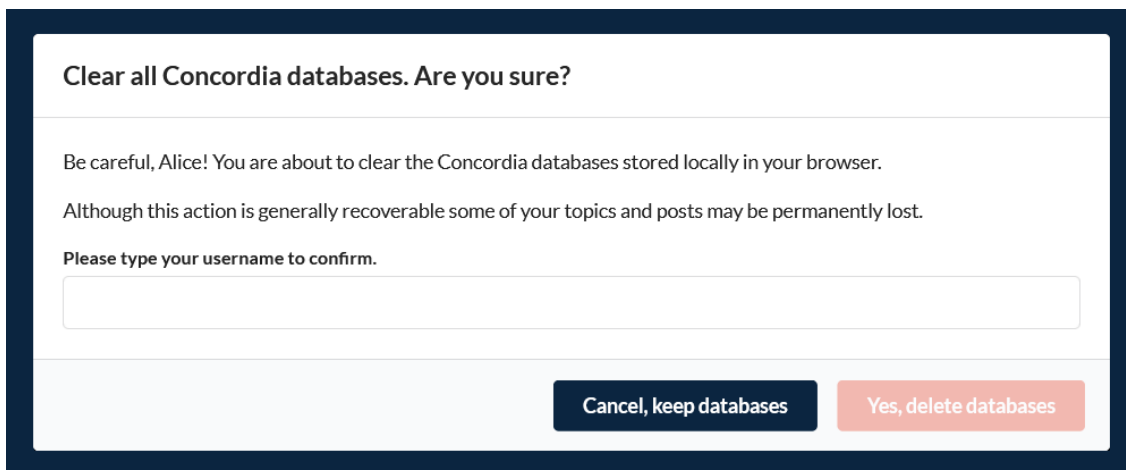 Clear all Concordia databases. Are you sure?
Be careful, Alice! You are about to clear the Concordia databases stored locally in your browser.
Although this action is generally recoverable some of your topics and posts may be permanently lost.
Please type your username to confirm.
Cancel, keep databases
Yes, delete databases